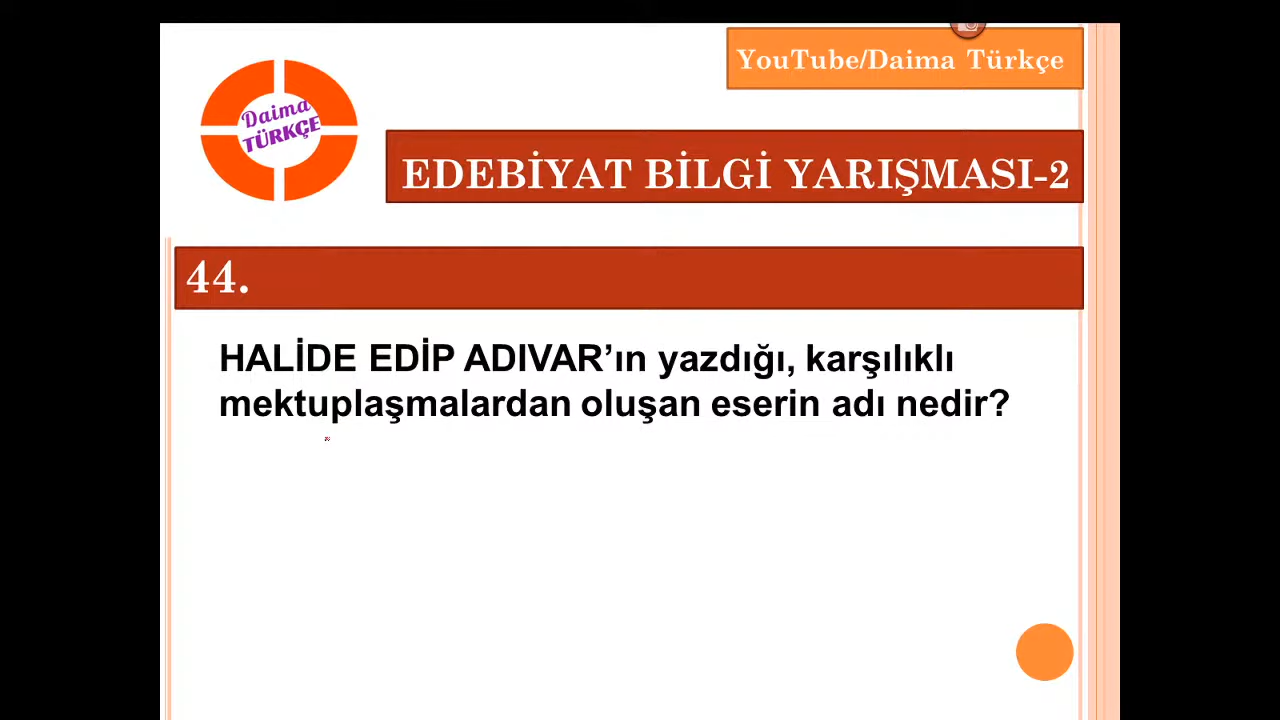 YouTube/Daima Türkçe
Daima
TÜRKÇE
EDEBİYAT BİLGİ YARIŞMASI-2
44.
HALİDE EDİP ADIVAR’ın yazdığı, karşılıklı
mektuplaşmalardan oluşan eserin adı nedir?